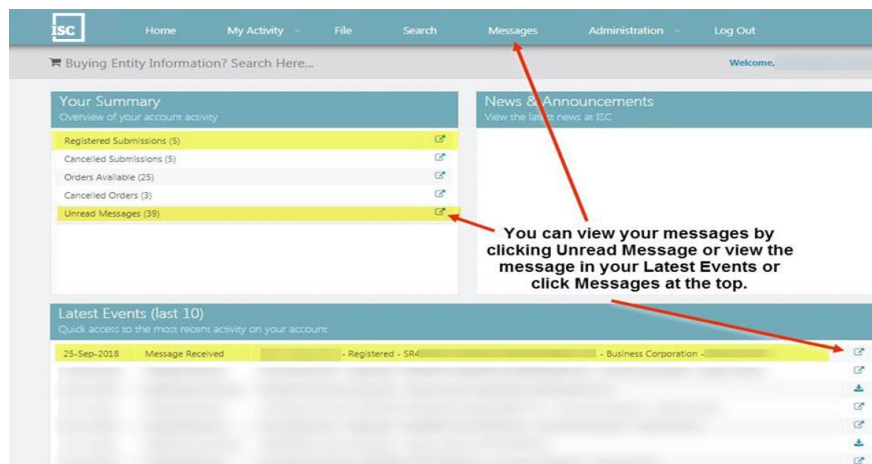 ISC Home My Activity File Search Messages Administration Log Out
Buying Entity Information? Search Here... Welcome,
Your Summary
Overview of your account activity
Registered Submissions (5)
Cancelled Submissions (5)
Orders Available (25)
Cancelled Orders (3)
Unread Messages (39)
News & Announcements
View the latest news at ISC
You can view your messages by
clicking Unread Message or view the
message in your Latest Events or
click Messages at the top.
Latest Events (last 10)
Quick access to the most recent activity on your account
25-Sep-2018 Message Received - Registered - SR4 - Business Corporation -